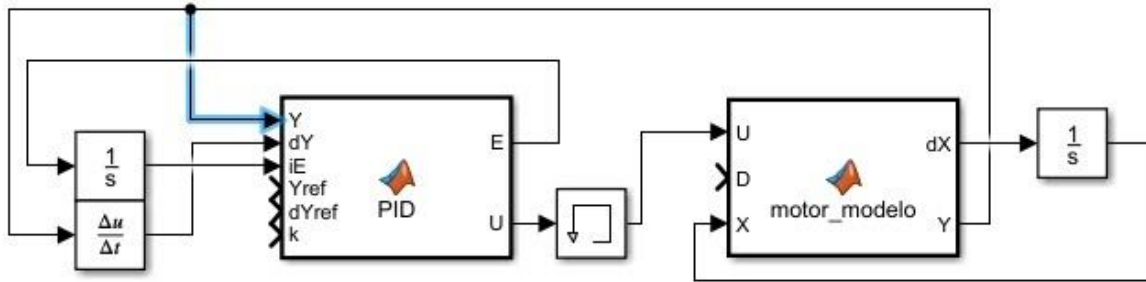 1
s
Δu
Δt
Y
dY
iE
Yref
dYref
k
PID
E
U
U
D
X
motor_modelo
dX
Y
1
s